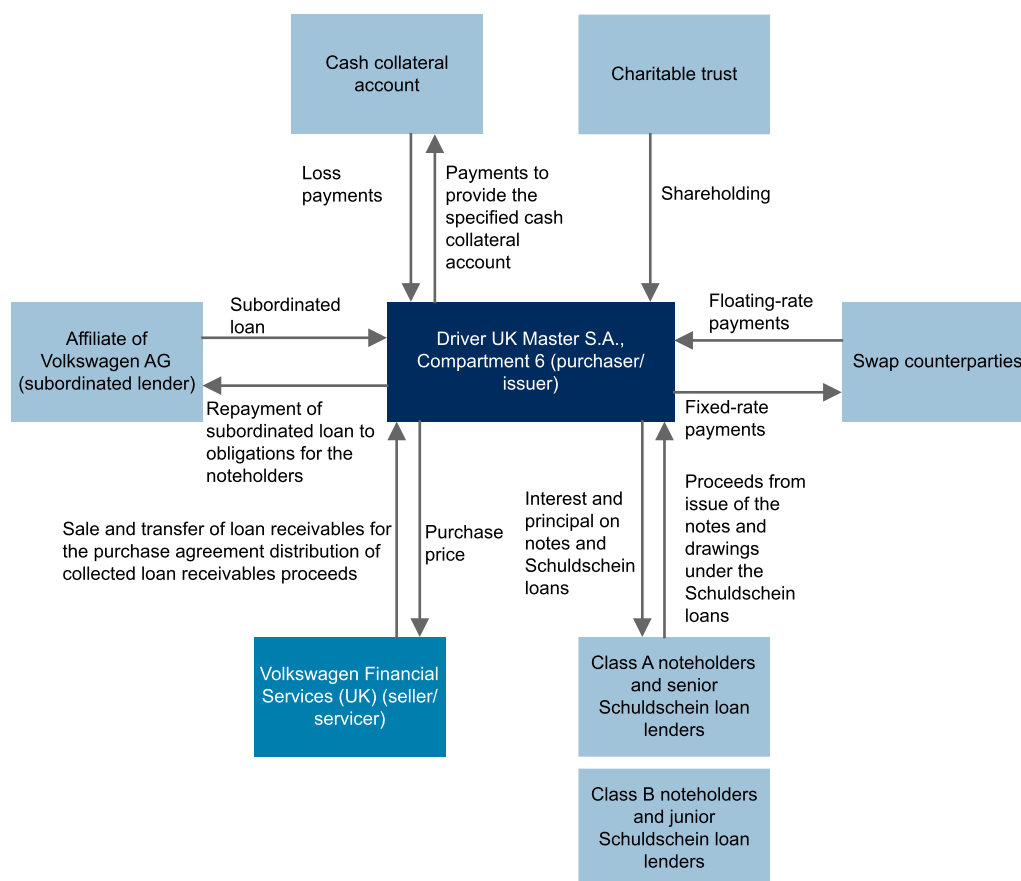 Cash collateral
account
Charitable trust
Loss
payments
Payments to
provide the
specified cash
collateral
account
Shareholding
Affiliate of
Volkswagen AG
(subordinated lender)
Subordinated
loan
Driver UK Master S.A.,
Compartment 6 (purchaser/
issuer)
Floating-rate
payments
Swap counterparties
Repayment of
subordinated loan to
obligations for the
noteholders
Fixed-rate
payments
Sale and transfer of loan receivables for
the purchase agreement distribution of
collected loan receivables proceeds
Purchase
price
Interest and
principal on
notes and
Schuldschein
loans
Proceeds from
issue of the
notes and
drawings
under the
Schuldschein
loans
Volkswagen Financial
Services (UK) (seller/
servicer)
Class A noteholders
and senior
Schuldschein loan
lenders
Class B noteholders
and junior
Schuldschein loan
lenders